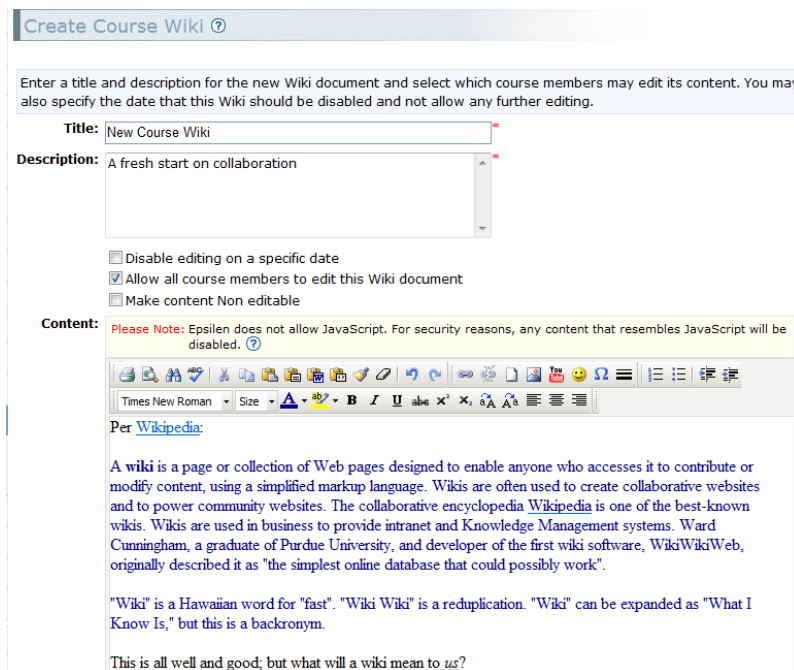 Create Course Wiki ?
Enter a title and description for the new Wiki document and select which course members may edit its content. You may
also specify the date that this Wiki should be disabled and not allow any further editing.
Title: New Course Wiki *
Description: A fresh start on collaboration *
Disable editing on a specific date
Allow all course members to edit this Wiki document
Make content Non editable
Content: Please Note: Epsilen does not allow JavaScript. For security reasons, any content that resembles JavaScript will be
disabled. ?
ABC You Tube Ω
Times New Roman Size A ab B I U abc x² x₂ aA Aa
Per Wikipedia:
A wiki is a page or collection of Web pages designed to enable anyone who accesses it to contribute or
modify content, using a simplified markup language. Wikis are often used to create collaborative websites
and to power community websites. The collaborative encyclopedia Wikipedia is one of the best-known
wikis. Wikis are used in business to provide intranet and Knowledge Management systems. Ward
Cunningham, a graduate of Purdue University, and developer of the first wiki software, WikiWikiWeb,
originally described it as "the simplest online database that could possibly work".
"Wiki" is a Hawaiian word for "fast". "Wiki Wiki" is a reduplication. "Wiki" can be expanded as "What I
Know Is," but this is a backronym.
This is all well and good; but what will a wiki mean to us?